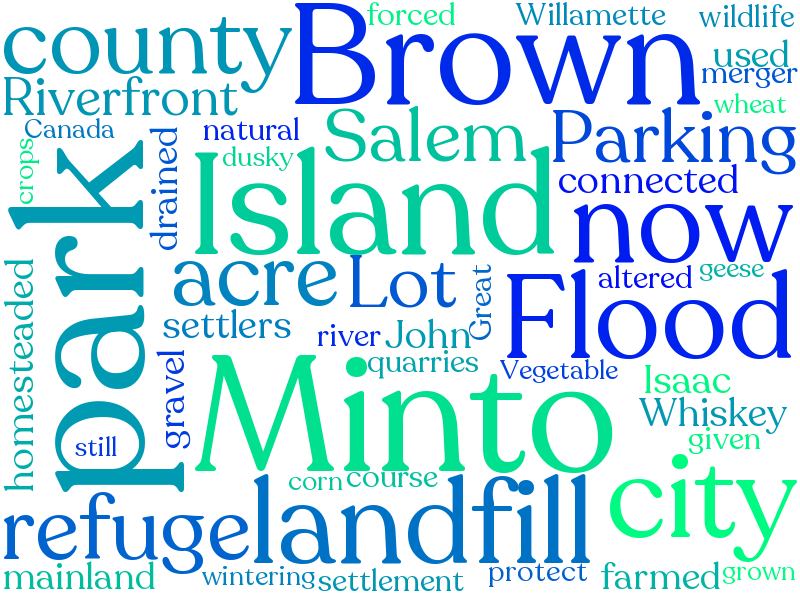 forced Willamette wildlife
county Brown used
merger
Riverfront wheat
Canada natural Salem Parking
crops dusky
drained Island connected
park now
acre Lot Great altered geese
homesteaded Flood
settlers river John
gravel quarries Vegetable Isaac
Minto Whiskey
still given
corn course city
refuge landfill
mainland wintering settlement protect farmed grown